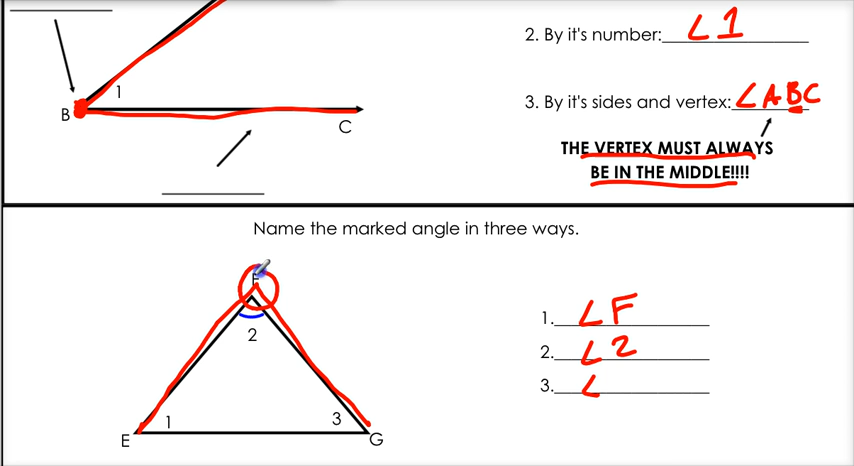 2. By it's number: ∠1
1
B
C
3. By it's sides and vertex: ∠ABC
THE VERTEX MUST ALWAYS
BE IN THE MIDDLE!!!!
Name the marked angle in three ways.
F
2
1
3
E
G
1. ∠F
2. ∠2
3. ∠